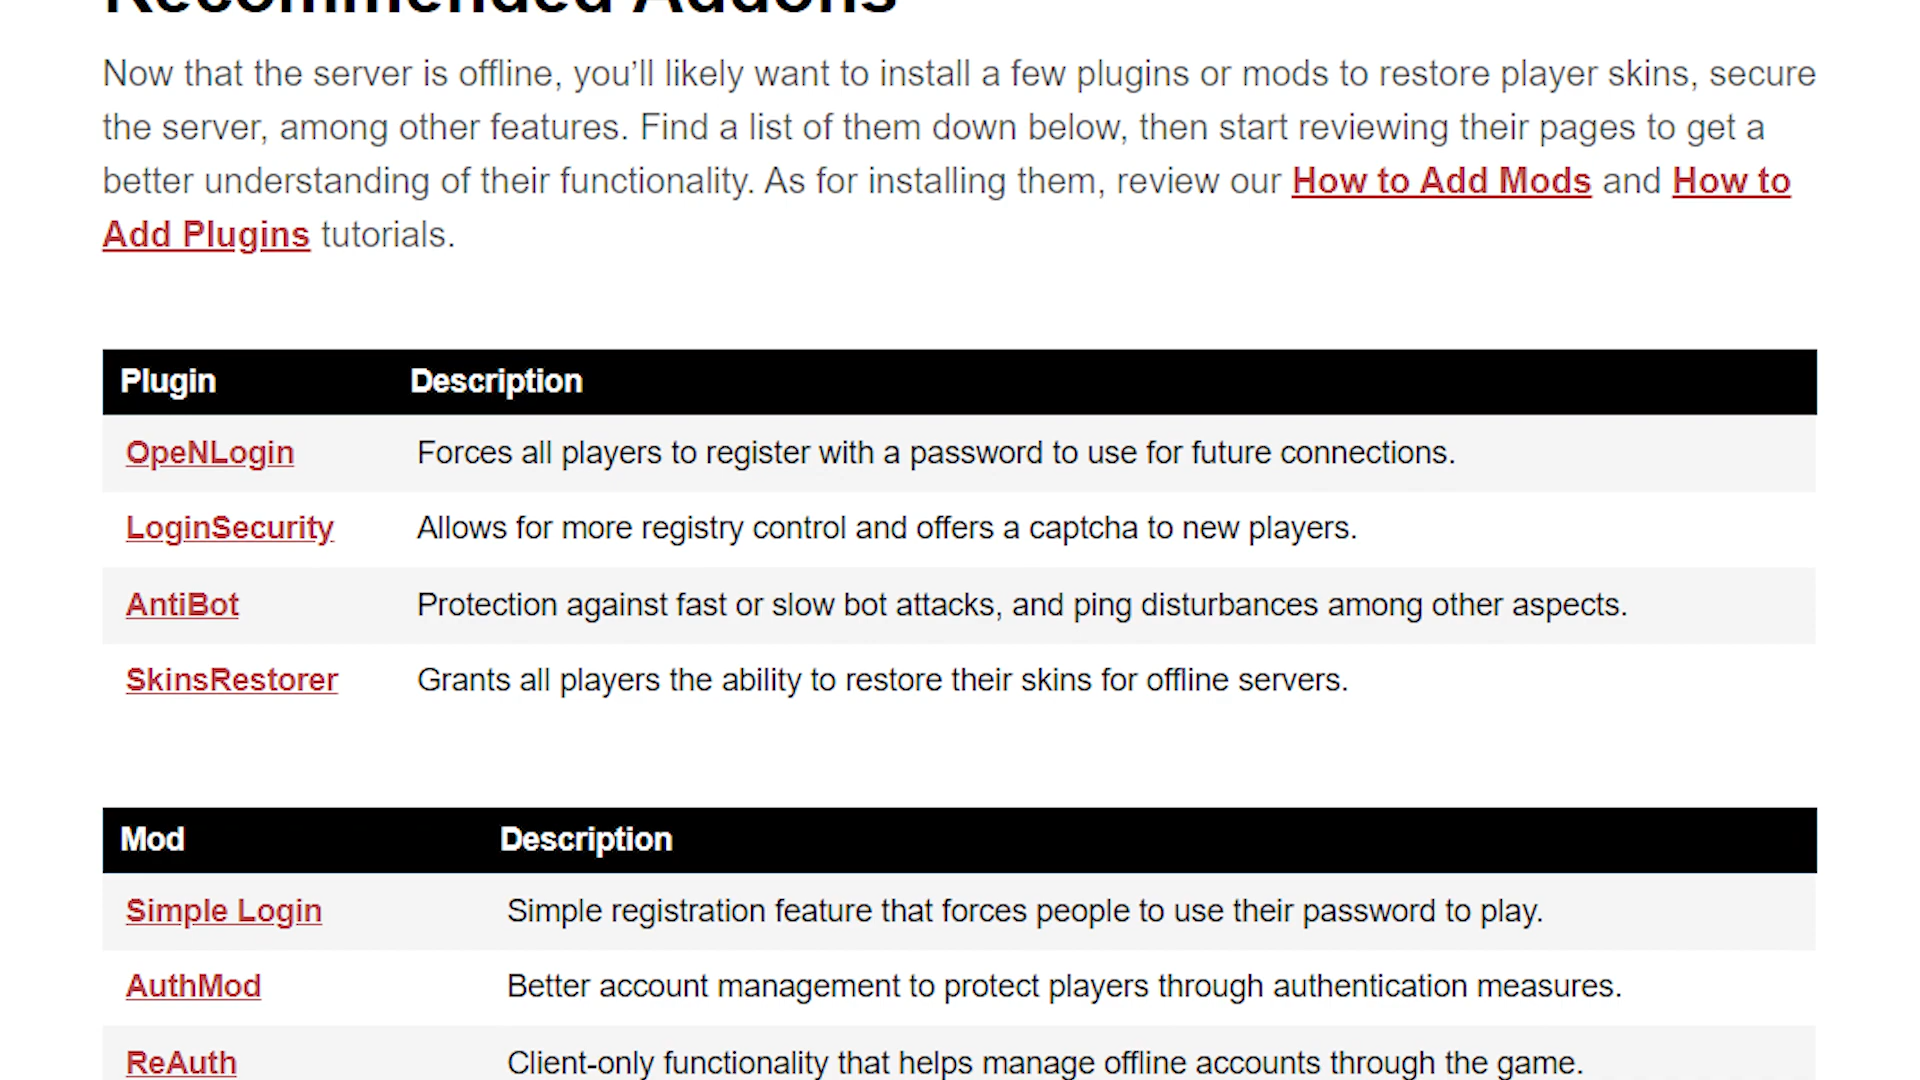 Recommended Addons
Now that the server is offline, you’ll likely want to install a few plugins or mods to restore player skins, secure
the server, among other features. Find a list of them down below, then start reviewing their pages to get a
better understanding of their functionality. As for installing them, review our How to Add Mods and How to
Add Plugins tutorials.
Plugin Description
OpeNLogin Forces all players to register with a password to use for future connections.
LoginSecurity Allows for more registry control and offers a captcha to new players.
AntiBot Protection against fast or slow bot attacks, and ping disturbances among other aspects.
SkinsRestorer Grants all players the ability to restore their skins for offline servers.
Mod Description
Simple Login Simple registration feature that forces people to use their password to play.
AuthMod Better account management to protect players through authentication measures.
ReAuth Client-only functionality that helps manage offline accounts through the game.